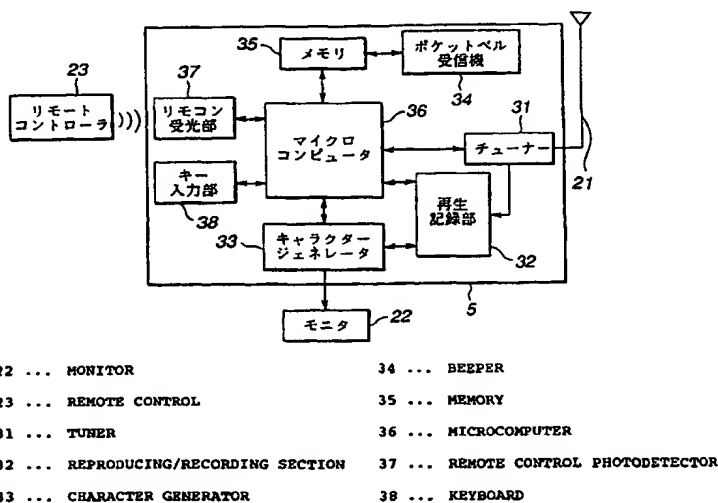 35
メモリ
ポケットベル
受信機
34
23
37
36
31
リモート
コントローラ
リモコン
受光部
マイクロ
コンピュータ
チューナー
21
キー
入力部
38
再生
記録部
32
33
キャラクター
ジェネレータ
5
モニタ
22
22 ... MONITOR
23 ... REMOTE CONTROL
31 ... TUNER
32 ... REPRODUCING/RECORDING SECTION
33 ... CHARACTER GENERATOR
34 ... BEEPER
35 ... MEMORY
36 ... MICROCOMPUTER
37 ... REMOTE CONTROL PHOTODETECTOR
38 ... KEYBOARD